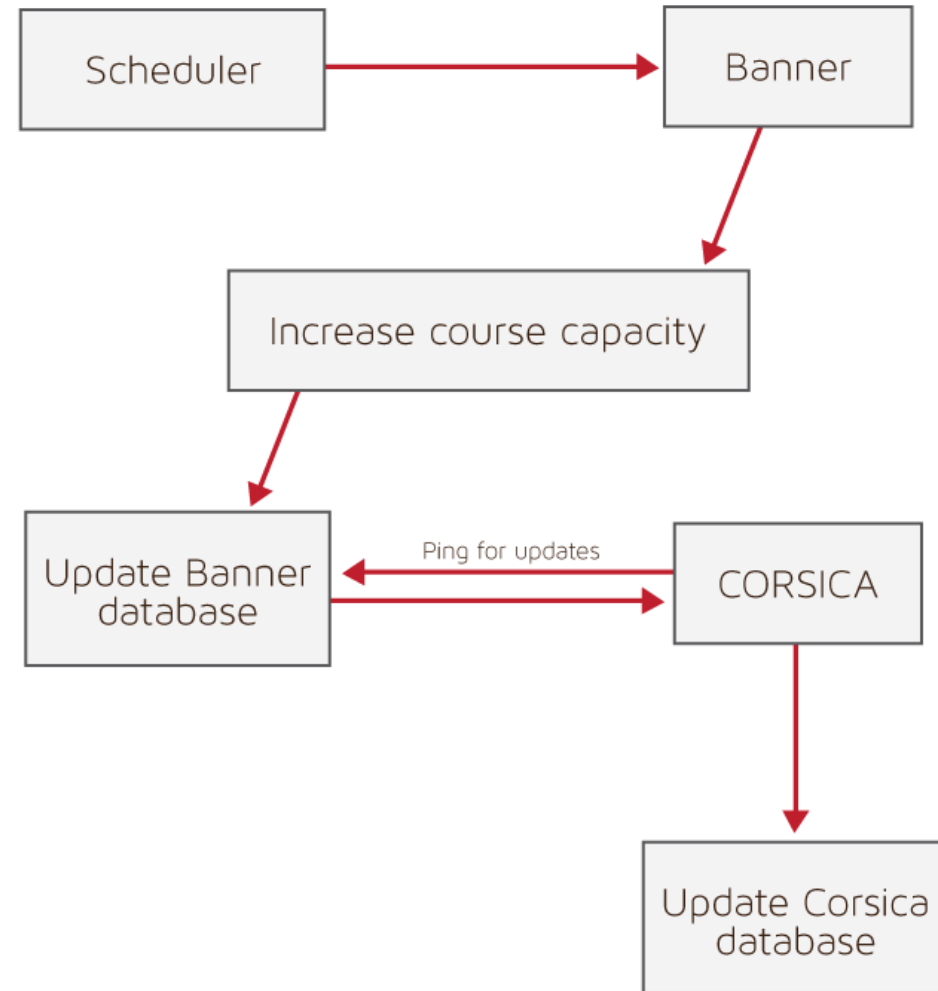 Scheduler
Banner
Increase course capacity
Update Banner
database
Ping for updates
CORSICA
Update Corsica
database